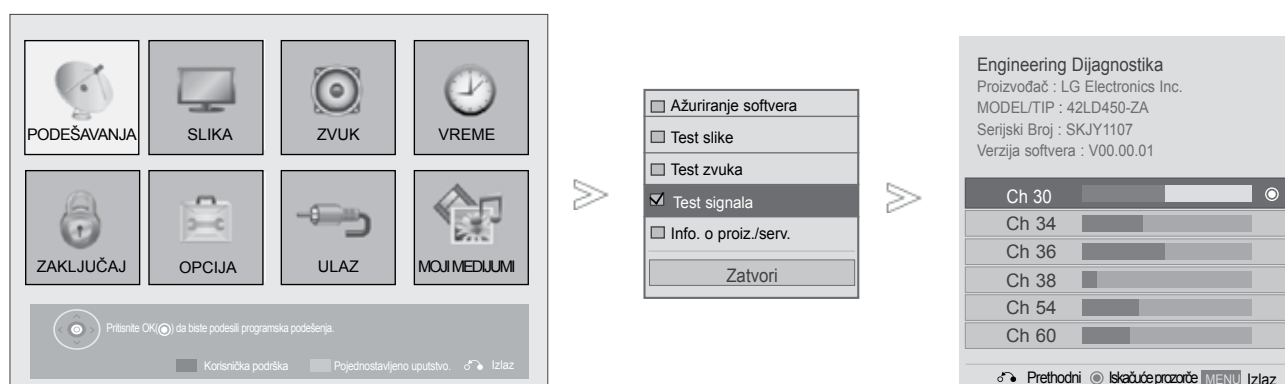 PODEŠAVANJA SLIKA ZVUK VREME
ZAKLJUČAJ OPCIJA ULAZ MOJI MEDIJUMI
Pritisnite OK(◉) da biste podesili programska podešenja.
Korisnička podrška Pojednostavljeno uputstvo. Izlaz
Ažuriranje softvera
Test slike
Test zvuka
Test signala
Info. o proiz./serv.
Zatvori
Engineering Dijagnostika
Proizvođač : LG Electronics Inc.
MODEL/TIP : 42LD450-ZA
Serijski Broj : SKJY1107
Verzija softvera : V00.00.01
Ch 30
Ch 34
Ch 36
Ch 38
Ch 54
Ch 60
Prethodni ◉ Iskačuće prozorče MENU Izlaz